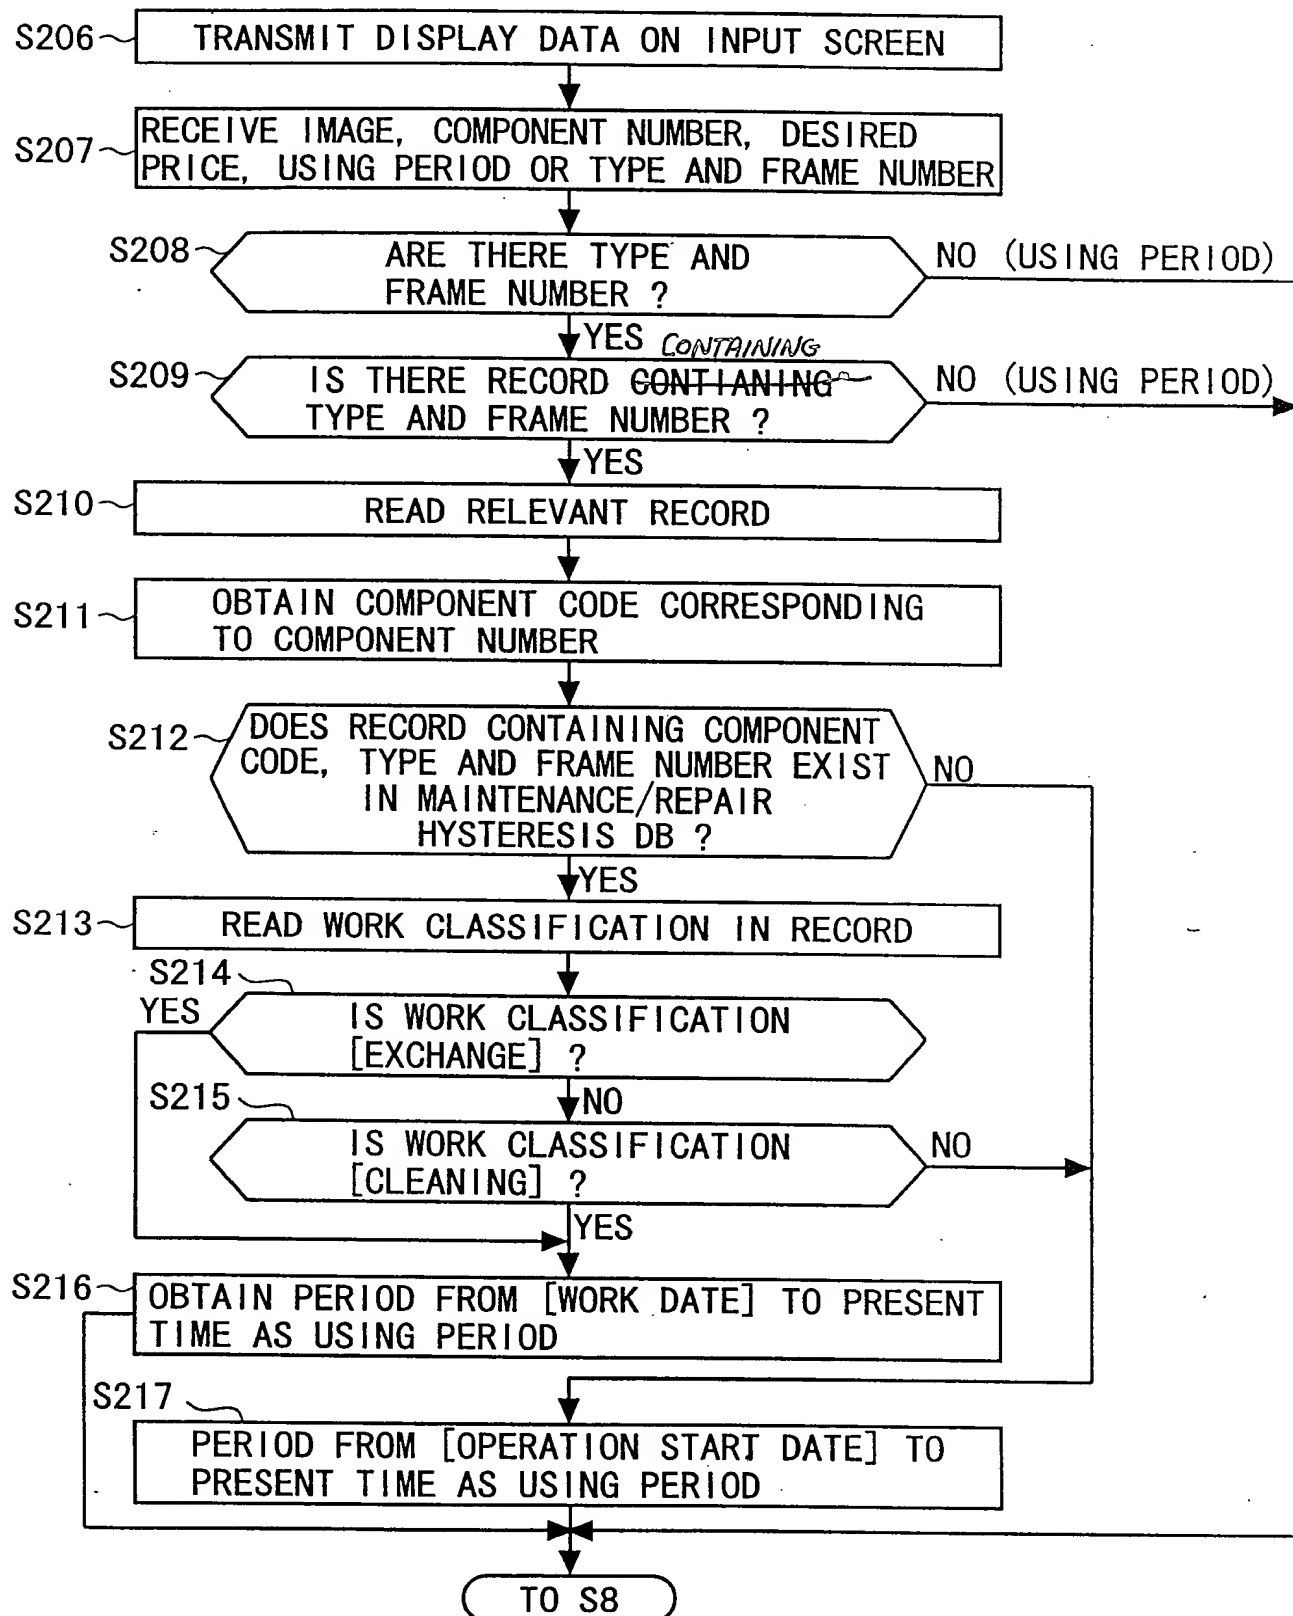 S206 TRANSMIT DISPLAY DATA ON INPUT SCREEN
S207 RECEIVE IMAGE, COMPONENT NUMBER, DESIRED
PRICE, USING PERIOD OR TYPE AND FRAME NUMBER
S208 ARE THERE TYPE AND
FRAME NUMBER ?
NO (USING PERIOD)
YES
CONTAINING
S209 IS THERE RECORD CONTIANING
TYPE AND FRAME NUMBER ?
NO (USING PERIOD)
YES
S210 READ RELEVANT RECORD
S211 OBTAIN COMPONENT CODE CORRESPONDING
TO COMPONENT NUMBER
S212 DOES RECORD CONTAINING COMPONENT
CODE, TYPE AND FRAME NUMBER EXIST
IN MAINTENANCE/REPAIR
HYSTERESIS DB ?
NO
YES
S213 READ WORK CLASSIFICATION IN RECORD
S214
YES
IS WORK CLASSIFICATION
[EXCHANGE] ?
NO
S215
IS WORK CLASSIFICATION
[CLEANING] ?
NO
YES
S216 OBTAIN PERIOD FROM [WORK DATE] TO PRESENT
TIME AS USING PERIOD
S217
PERIOD FROM [OPERATION START DATE] TO
PRESENT TIME AS USING PERIOD
TO S8